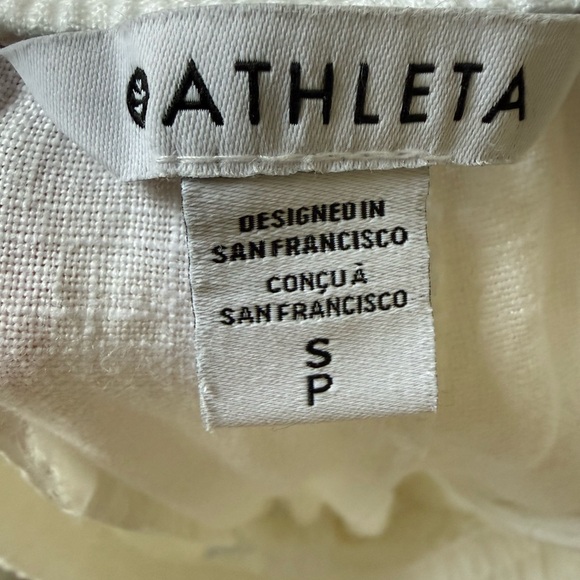 ATHLETA
DESIGNED IN
SAN FRANCISCO
CONÇU À
SAN FRANCISCO
S
P